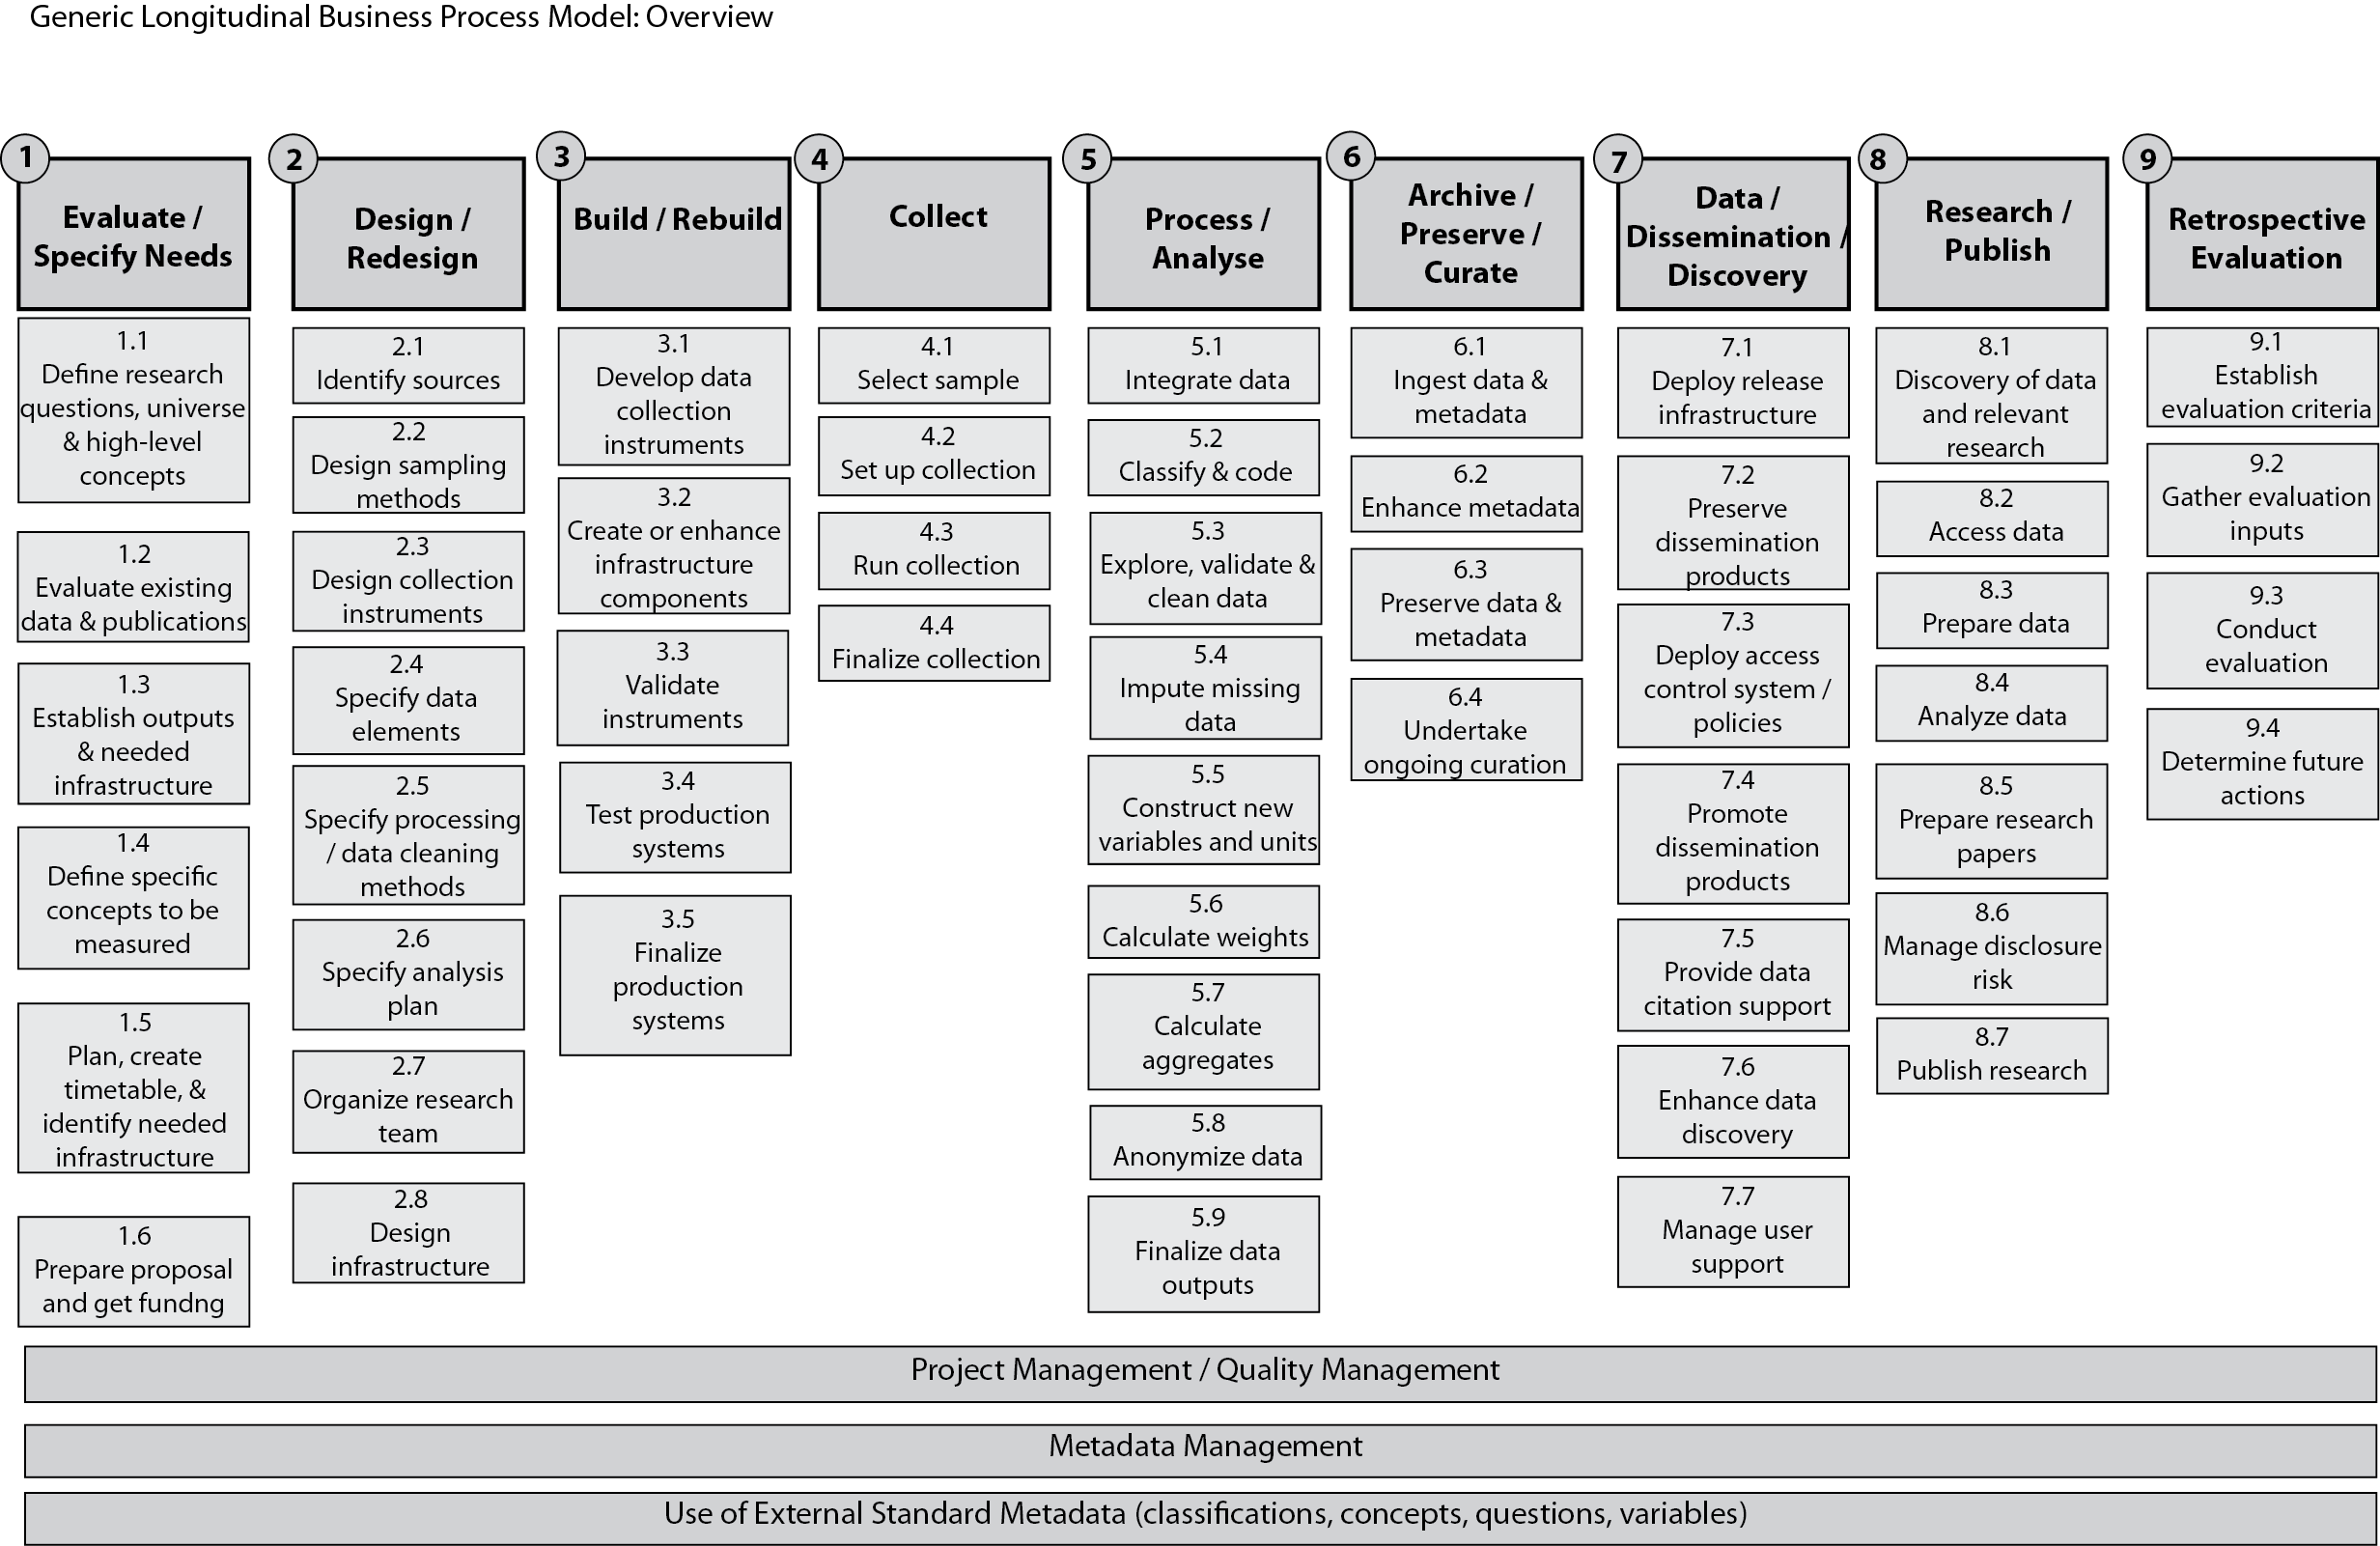 Generic Longitudinal Business Process Model: Overview
1
Evaluate /
Specify Needs
1.1
Define research
questions, universe
& high-level
concepts
1.2
Evaluate existing
data & publications
1.3
Establish outputs
& needed
infrastructure
1.4
Define specific
concepts to be
measured
1.5
Plan, create
timetable, &
identify needed
infrastructure
1.6
Prepare proposal
and get fundng
2
Design /
Redesign
2.1
Identify sources
2.2
Design sampling
methods
2.3
Design collection
instruments
2.4
Specify data
elements
2.5
Specify processing
/ data cleaning
methods
2.6
Specify analysis
plan
2.7
Organize research
team
2.8
Design
infrastructure
3
Build / Rebuild
3.1
Develop data
collection
instruments
3.2
Create or enhance
infrastructure
components
3.3
Validate
instruments
3.4
Test production
systems
3.5
Finalize
production
systems
4
Collect
4.1
Select sample
4.2
Set up collection
4.3
Run collection
4.4
Finalize collection
5
Process /
Analyse
5.1
Integrate data
5.2
Classify & code
5.3
Explore, validate &
clean data
5.4
Impute missing
data
5.5
Construct new
variables and units
5.6
Calculate weights
5.7
Calculate
aggregates
5.8
Anonymize data
5.9
Finalize data
outputs
6
Archive /
Preserve /
Curate
6.1
Ingest data &
metadata
6.2
Enhance metadata
6.3
Preserve data &
metadata
6.4
Undertake
ongoing curation
7
Data /
Dissemination /
Discovery
7.1
Deploy release
infrastructure
7.2
Preserve
dissemination
products
7.3
Deploy access
control system /
policies
7.4
Promote
dissemination
products
7.5
Provide data
citation support
7.6
Enhance data
discovery
7.7
Manage user
support
8
Research /
Publish
8.1
Discovery of data
and relevant
research
8.2
Access data
8.3
Prepare data
8.4
Analyze data
8.5
Prepare research
papers
8.6
Manage disclosure
risk
8.7
Publish research
9
Retrospective
Evaluation
9.1
Establish
evaluation criteria
9.2
Gather evaluation
inputs
9.3
Conduct
evaluation
9.4
Determine future
actions
Project Management / Quality Management
Metadata Management
Use of External Standard Metadata (classifications, concepts, questions, variables)